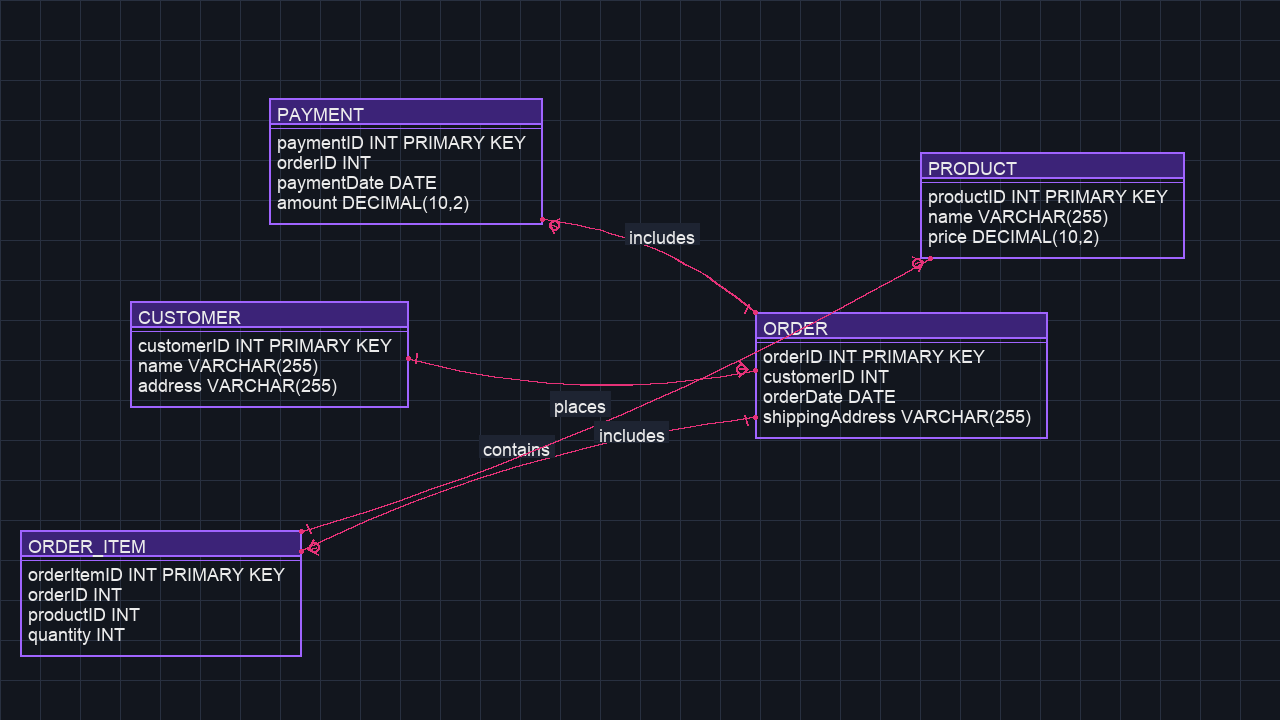 PAYMENT
paymentID INT PRIMARY KEY
orderID INT
paymentDate DATE
amount DECIMAL(10,2)
PRODUCT
productID INT PRIMARY KEY
name VARCHAR(255)
price DECIMAL(10,2)
includes
CUSTOMER
customerID INT PRIMARY KEY
name VARCHAR(255)
address VARCHAR(255)
ORDER
orderID INT PRIMARY KEY
customerID INT
orderDate DATE
shippingAddress VARCHAR(255)
places
includes
contains
ORDER_ITEM
orderItemID INT PRIMARY KEY
orderID INT
productID INT
quantity INT